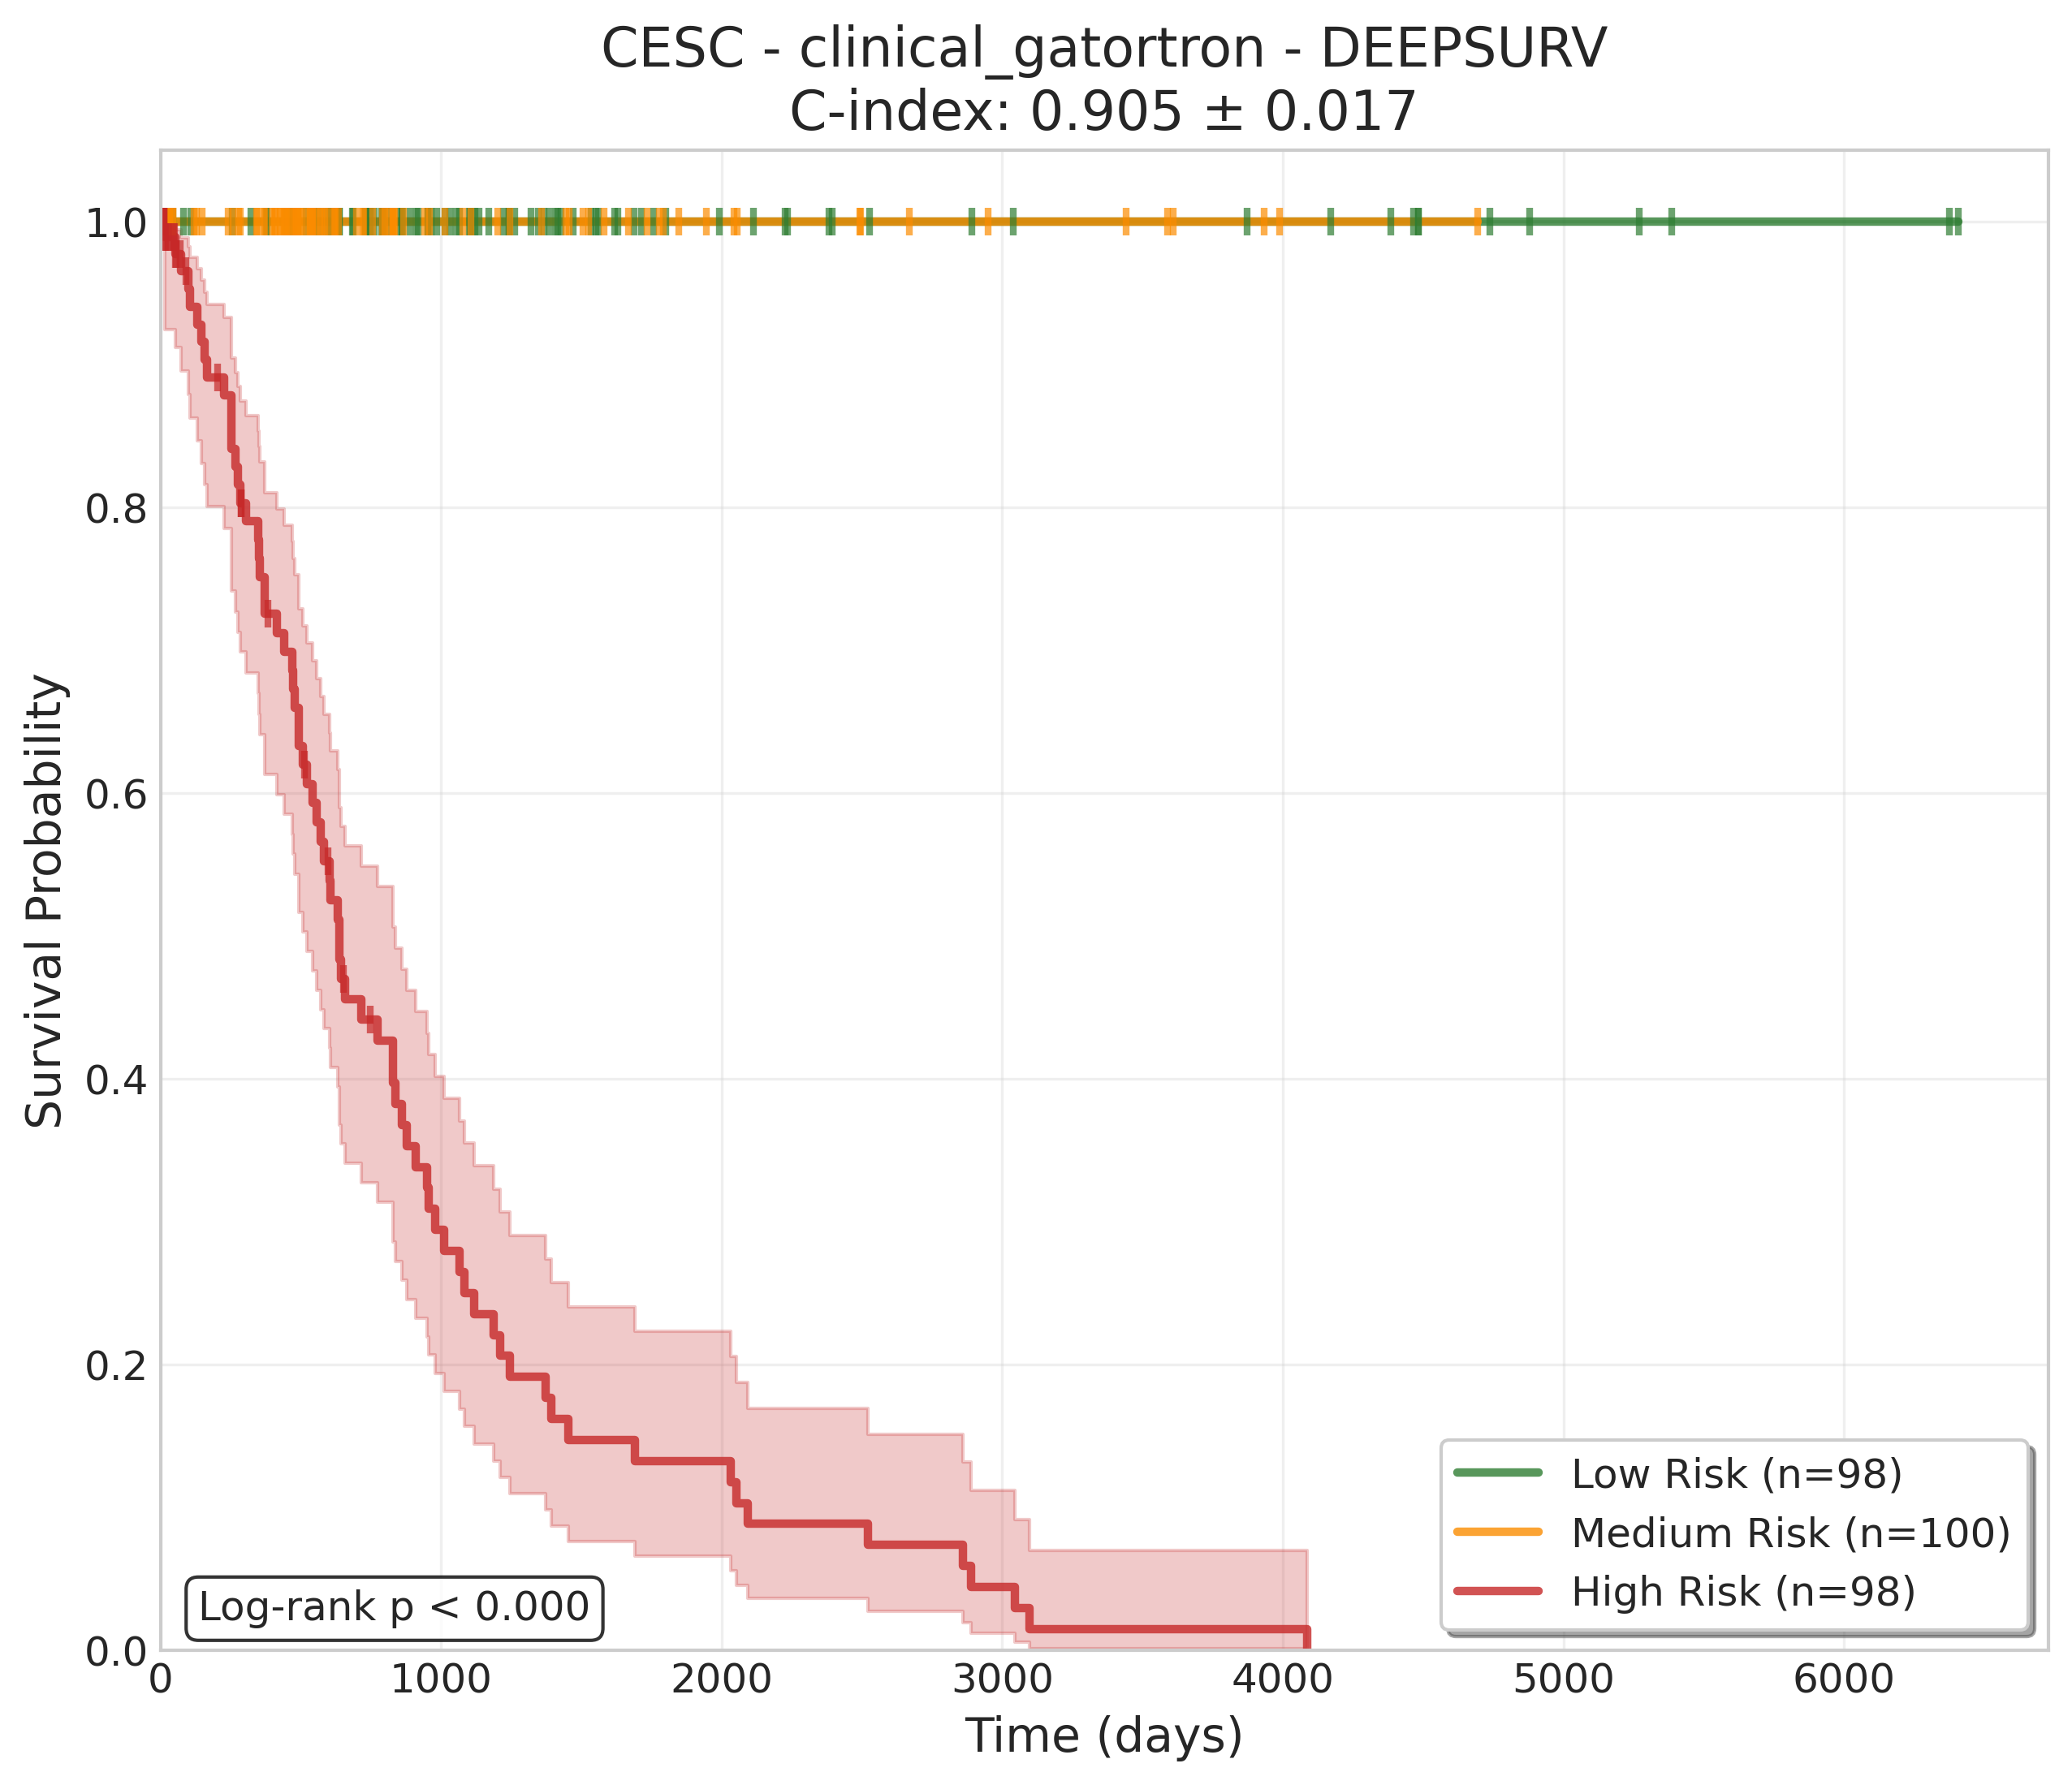 CESC - clinical_gatortron - DEEPSURV
C-index: 0.905 ± 0.017
Survival Probability
1.0
0.8
0.6
0.4
0.2
0.0
Log-rank p < 0.000
Low Risk (n=98)
Medium Risk (n=100)
High Risk (n=98)
0 1000 2000 3000 4000 5000 6000
Time (days)